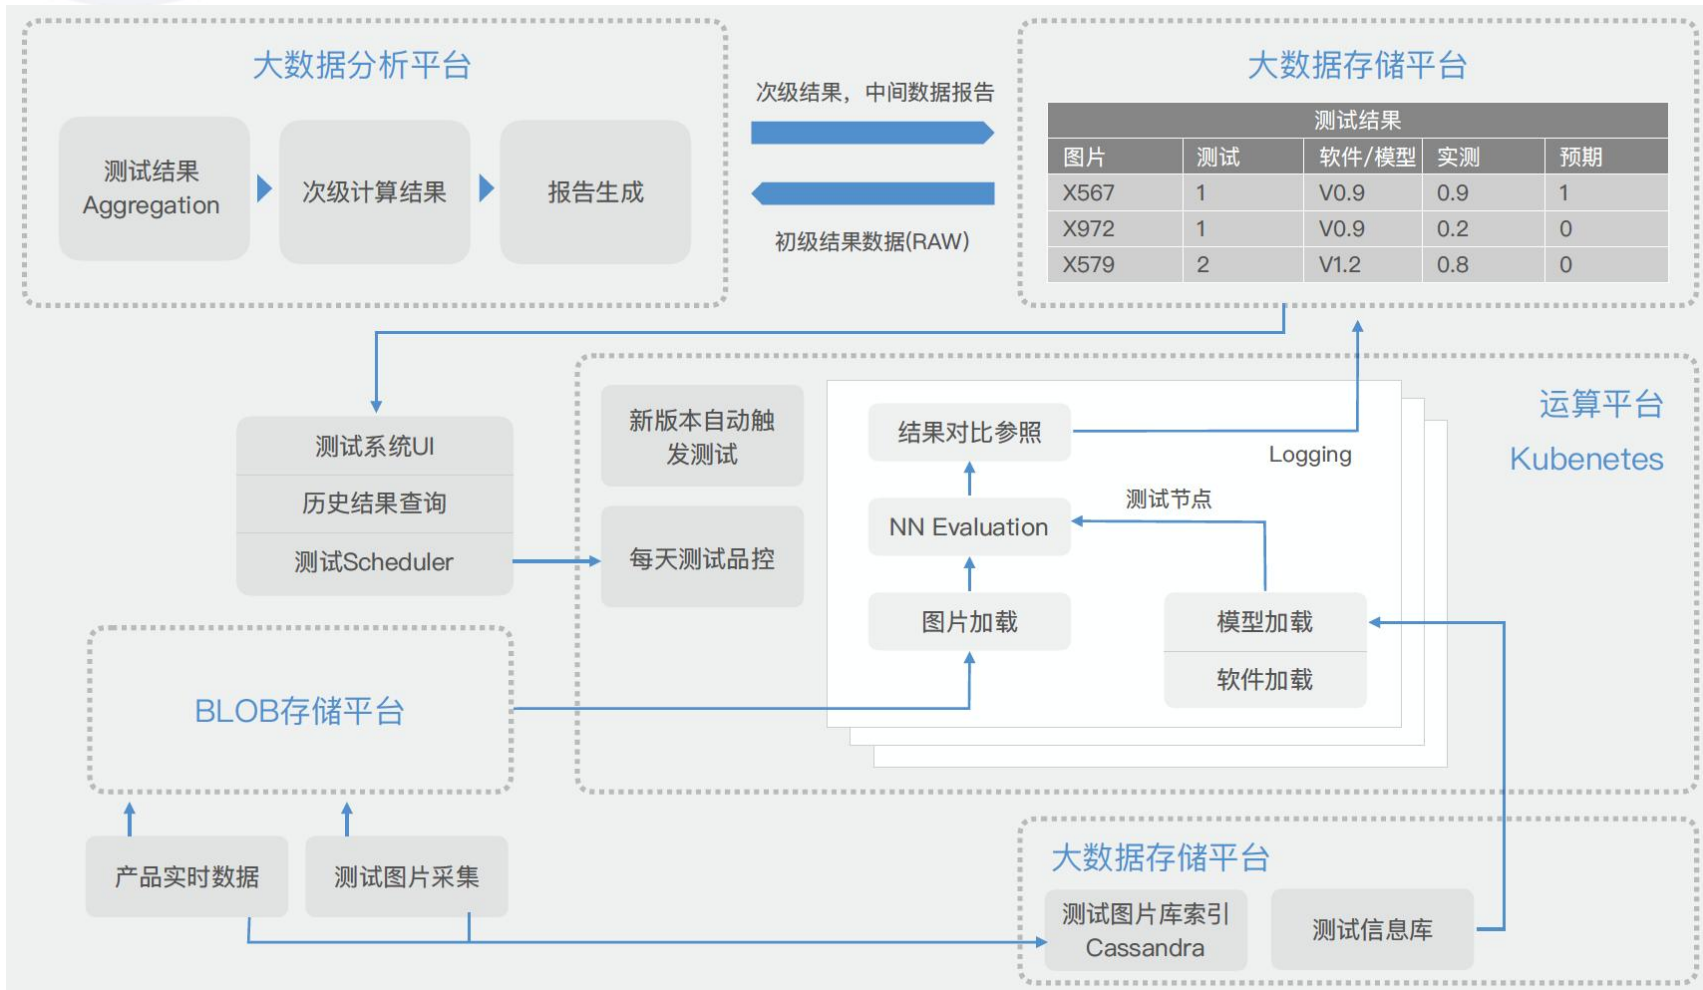 大数据分析平台
测试结果
Aggregation
次级计算结果
报告生成
次级结果，中间数据报告
初级结果数据(RAW)
大数据存储平台
测试结果
图片 测试 软件/模型 实测 预期
X567 1 V0.9 0.9 1
X972 1 V0.9 0.2 0
X579 2 V1.2 0.8 0
测试系统UI
历史结果查询
测试Scheduler
新版本自动触
发测试
每天测试品控
结果对比参照
Logging
NN Evaluation
测试节点
图片加载
模型加载
软件加载
运算平台
Kubenetes
BLOB存储平台
产品实时数据
测试图片采集
大数据存储平台
测试图片库索引
Cassandra
测试信息库